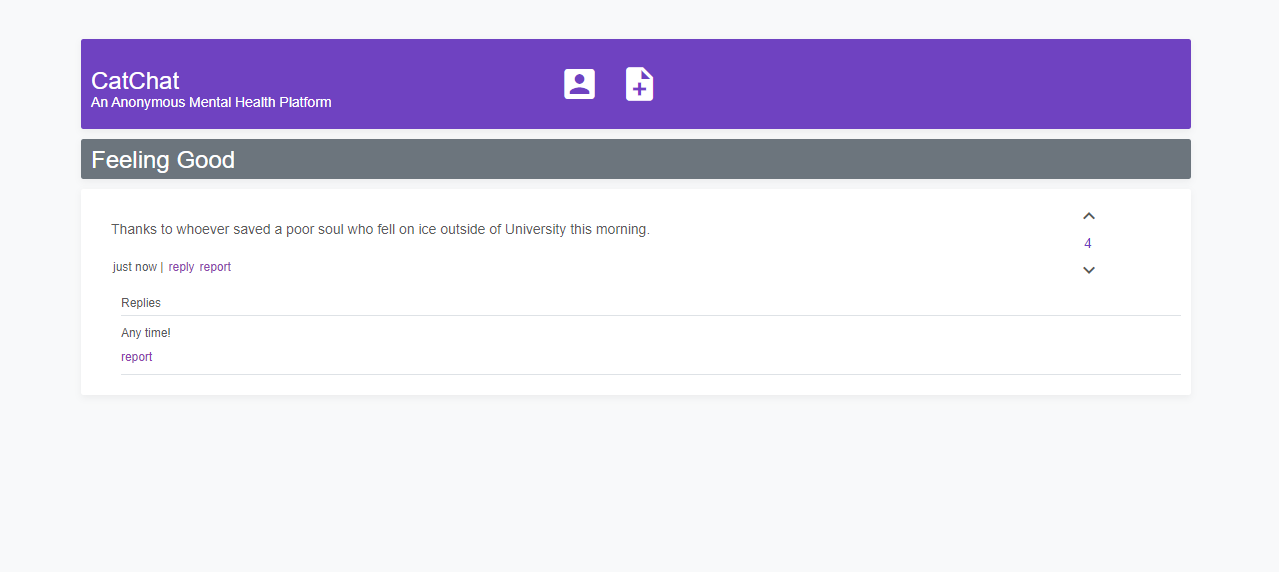 CatChat
An Anonymous Mental Health Platform
Feeling Good
Thanks to whoever saved a poor soul who fell on ice outside of University this morning.
4
just now | reply report
Replies
Any time!
report